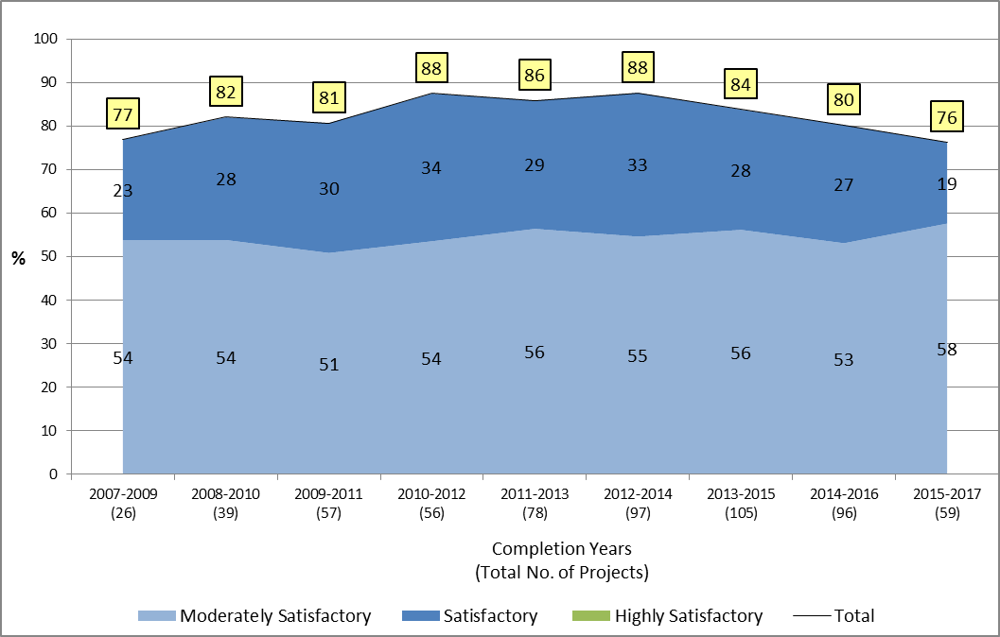 100
90
80
70
60
50
40
30
20
10
0
%
77 82 81 88 86 88 84 80 76
23 28 30 34 29 33 28 27 19
54 54 51 54 56 55 56 53 58
2007-2009 2008-2010 2009-2011 2010-2012 2011-2013 2012-2014 2013-2015 2014-2016 2015-2017
(26) (39) (57) (56) (78) (97) (105) (96) (59)
Completion Years
(Total No. of Projects)
Moderately Satisfactory Satisfactory Highly Satisfactory Total